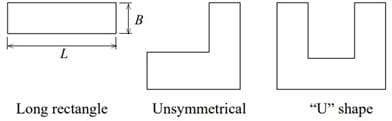 B
L
Long rectangle
Unsymmetrical
“U” shape